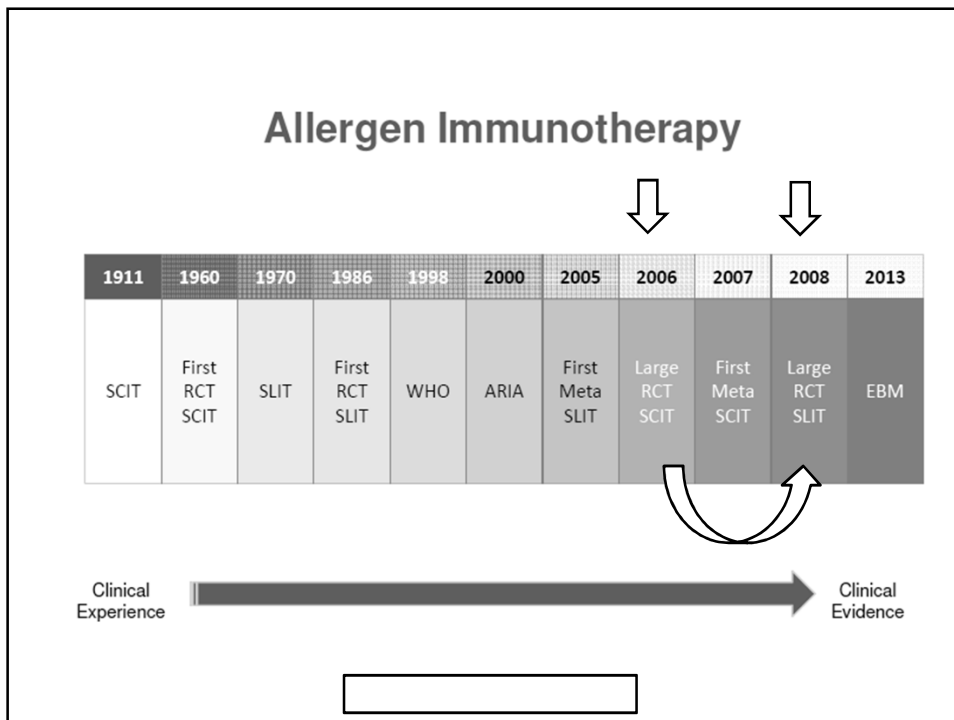 Allergen Immunotherapy
1911 1960 1970 1986 1998 2000 2005 2006 2007 2008 2013
SCIT
First
RCT
SCIT
SLIT
First
RCT
SLIT
WHO
ARIA
First
Meta
SLIT
Large
RCT
SCIT
First
Meta
SCIT
Large
RCT
SLIT
EBM
Clinical
Experience
Clinical
Evidence